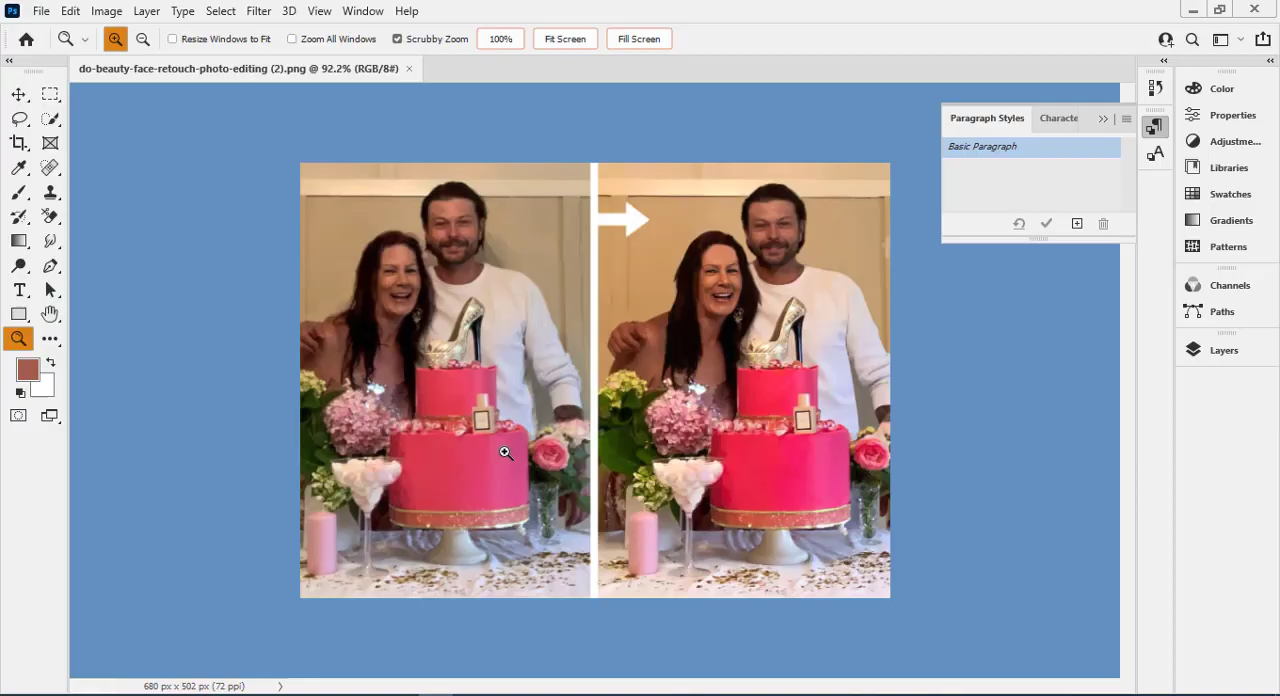 Ps File Edit Image Layer Type Select Filter 3D View Window Help
Resize Windows to Fit Zoom All Windows Scrubby Zoom 100% Fit Screen Fill Screen
do-beauty-face-retouch-photo-editing (2).png @ 92.2% (RGB/8#) ×
Paragraph Styles Characte
Basic Paragraph
Color
Properties
Adjustme...
Libraries
Swatches
Gradients
Patterns
Channels
Paths
Layers
680 px x 502 px (72 ppi)